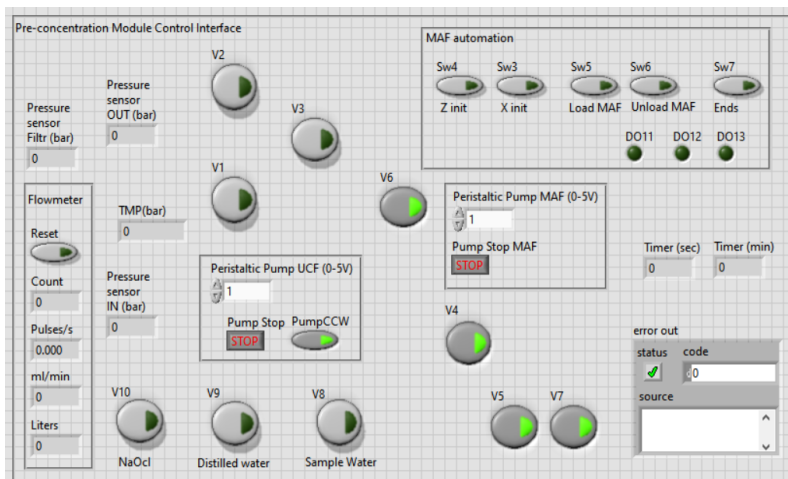 Pre-concentration Module Control Interface
MAF automation
V2
Sw4 Sw3 Sw5 Sw6 Sw7
Z init X init Load MAF Unload MAF Ends
DO11 DO12 DO13
Pressure
sensor
OUT (bar)
0
V3
Pressure
sensor
Filtr (bar)
0
V1
V6
Flowmeter
Reset
Count
0
Pulses/s
0.000
ml/min
0
Liters
0
TMP(bar)
0
Peristaltic Pump MAF (0-5V)
1
Pump Stop MAF
STOP
Timer (sec) Timer (min)
0 0
Pressure
sensor
IN (bar)
0
Peristaltic Pump UCF (0-5V)
1
Pump Stop PumpCCW
STOP
V4
error out
status code
0
source
V10 V9 V8
NaOcl Distilled water Sample Water
V5 V7